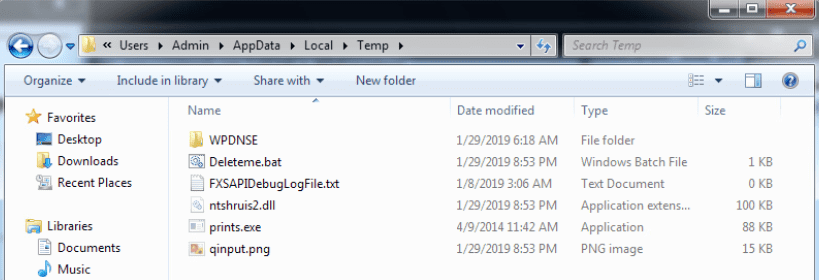 « Users ▸ Admin ▸ AppData ▸ Local ▸ Temp ▸ Search Temp
Organize Include in library Share with New folder
Name Date modified Type Size
Favorites
Desktop
Downloads
Recent Places
Libraries
Documents
Music
WPDNSE 1/29/2019 6:18 AM File folder
Deleteme.bat 1/29/2019 8:53 PM Windows Batch File 1 KB
FXSAPIDebugLogFile.txt 1/8/2019 3:06 AM Text Document 0 KB
ntshruis2.dll 1/29/2019 8:53 PM Application extens... 100 KB
prints.exe 4/9/2014 11:42 AM Application 88 KB
qinput.png 1/29/2019 8:53 PM PNG image 15 KB